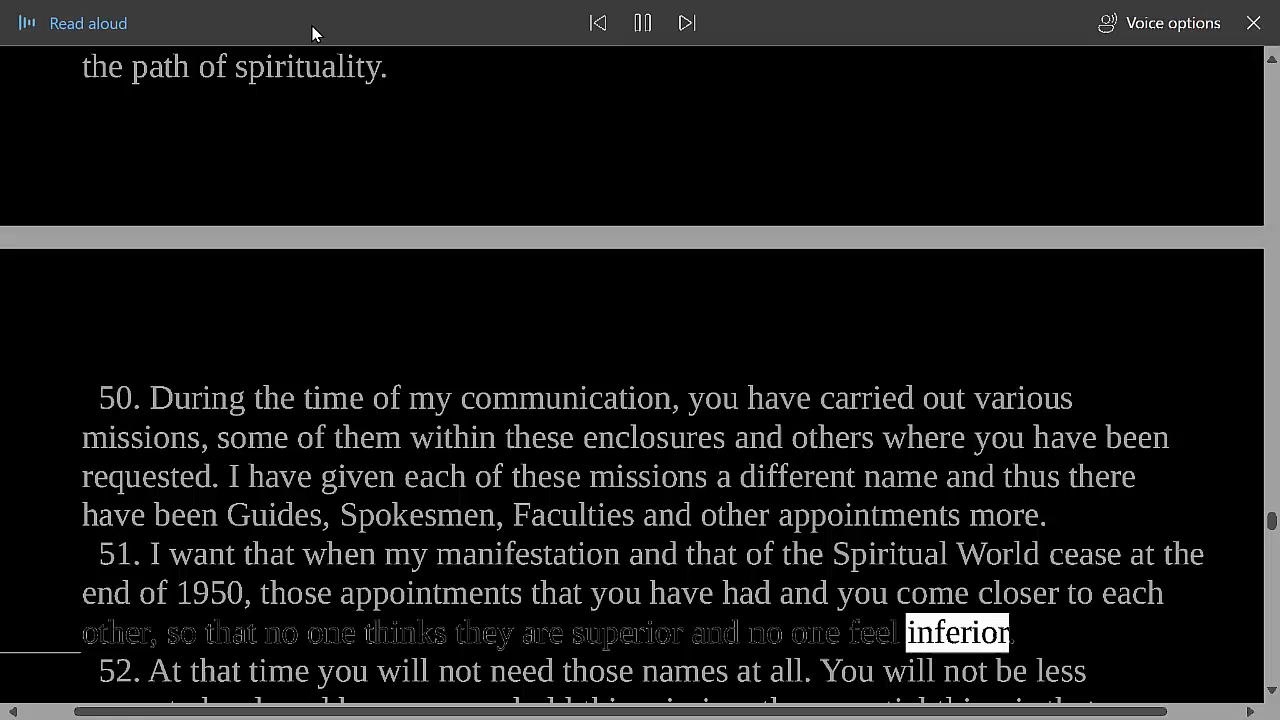 Read aloud
Voice options
the path of spirituality.
50. During the time of my communication, you have carried out various
missions, some of them within these enclosures and others where you have been
requested. I have given each of these missions a different name and thus there
have been Guides, Spokesmen, Faculties and other appointments more.
51. I want that when my manifestation and that of the Spiritual World cease at the
end of 1950, those appointments that you have had and you come closer to each
other, so that no one thinks they are superior and no one feel inferior.
52. At that time you will not need those names at all. You will not be less